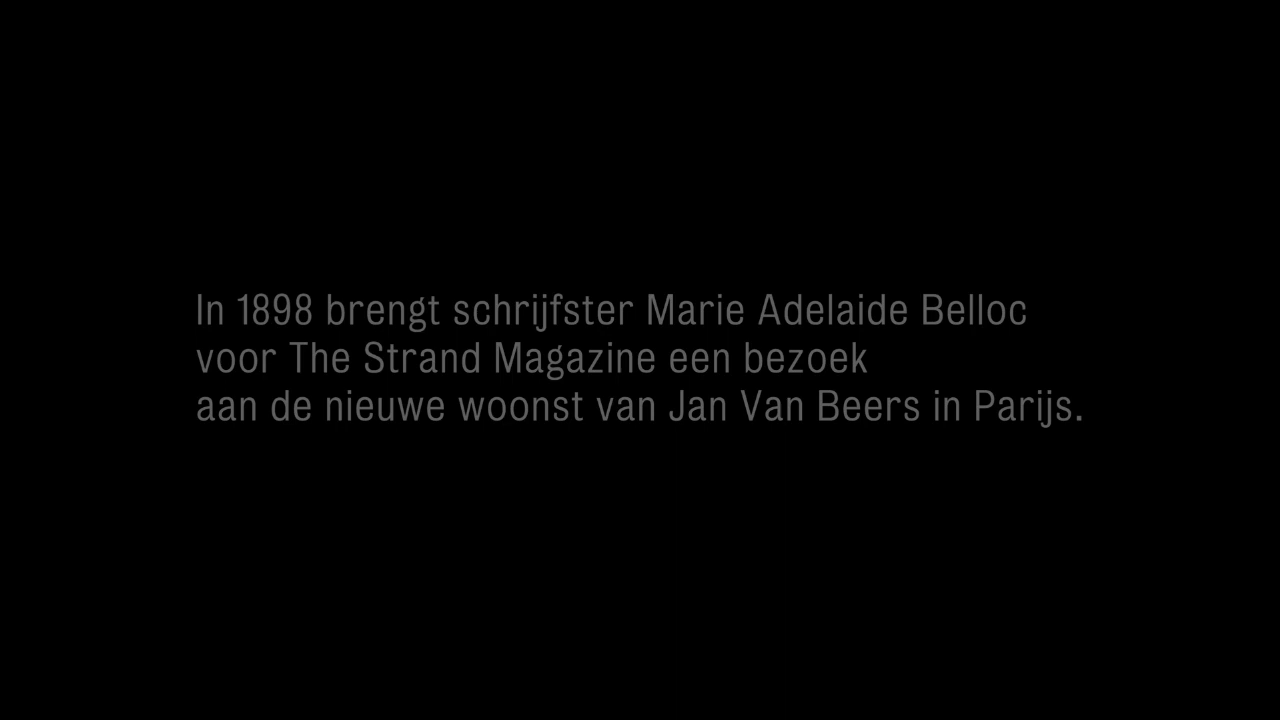 In 1898 brengt schrijfster Marie Adelaide Belloc
voor The Strand Magazine een bezoek
aan de nieuwe woonst van Jan Van Beers in Parijs.